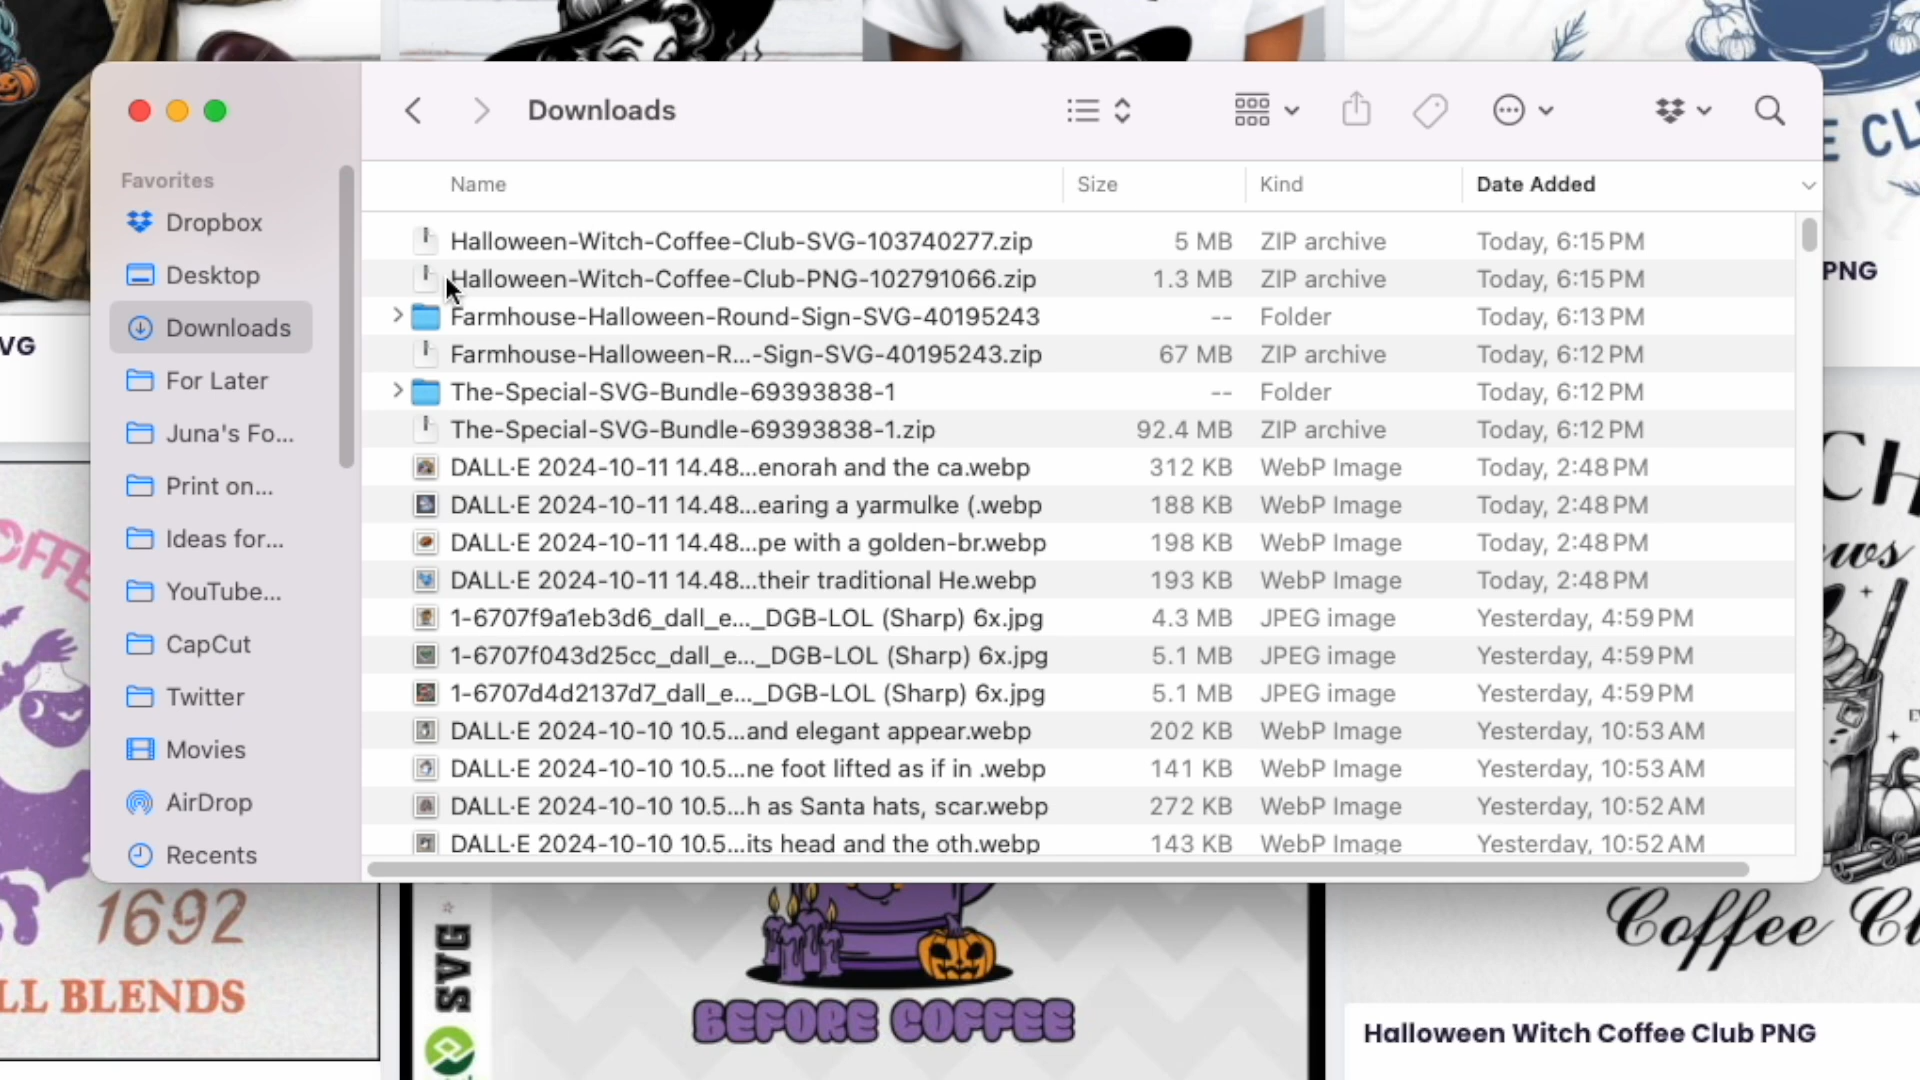 Downloads
Favorites
Dropbox
Desktop
Downloads
For Later
Juna's Fo...
Print on...
Ideas for...
YouTube...
CapCut
Twitter
Movies
AirDrop
Recents
Name Size Kind Date Added
Halloween-Witch-Coffee-Club-SVG-103740277.zip 5 MB ZIP archive Today, 6:15 PM
Halloween-Witch-Coffee-Club-PNG-102791066.zip 1.3 MB ZIP archive Today, 6:15 PM
Farmhouse-Halloween-Round-Sign-SVG-40195243 -- Folder Today, 6:13 PM
Farmhouse-Halloween-R...-Sign-SVG-40195243.zip 67 MB ZIP archive Today, 6:12 PM
The-Special-SVG-Bundle-69393838-1 -- Folder Today, 6:12 PM
The-Special-SVG-Bundle-69393838-1.zip 92.4 MB ZIP archive Today, 6:12 PM
DALL·E 2024-10-11 14.48...enorah and the ca.webp 312 KB WebP Image Today, 2:48 PM
DALL·E 2024-10-11 14.48...earing a yarmulke (.webp 188 KB WebP Image Today, 2:48 PM
DALL·E 2024-10-11 14.48...pe with a golden-br.webp 198 KB WebP Image Today, 2:48 PM
DALL·E 2024-10-11 14.48...their traditional He.webp 193 KB WebP Image Today, 2:48 PM
1-6707f9a1eb3d6_dall_e..._DGB-LOL (Sharp) 6x.jpg 4.3 MB JPEG image Yesterday, 4:59 PM
1-6707f043d25cc_dall_e..._DGB-LOL (Sharp) 6x.jpg 5.1 MB JPEG image Yesterday, 4:59 PM
1-6707d4d2137d7_dall_e..._DGB-LOL (Sharp) 6x.jpg 5.1 MB JPEG image Yesterday, 4:59 PM
DALL·E 2024-10-10 10.5...and elegant appear.webp 202 KB WebP Image Yesterday, 10:53 AM
DALL·E 2024-10-10 10.5...ne foot lifted as if in .webp 141 KB WebP Image Yesterday, 10:53 AM
DALL·E 2024-10-10 10.5...h as Santa hats, scar.webp 272 KB WebP Image Yesterday, 10:52 AM
DALL·E 2024-10-10 10.5...its head and the oth.webp 143 KB WebP Image Yesterday, 10:52 AM
E CL
PNG
VG
OFFE
1692
LL BLENDS
SVG
BEFORE COFFEE
CH
ws
Coffee Cl
Halloween Witch Coffee Club PNG